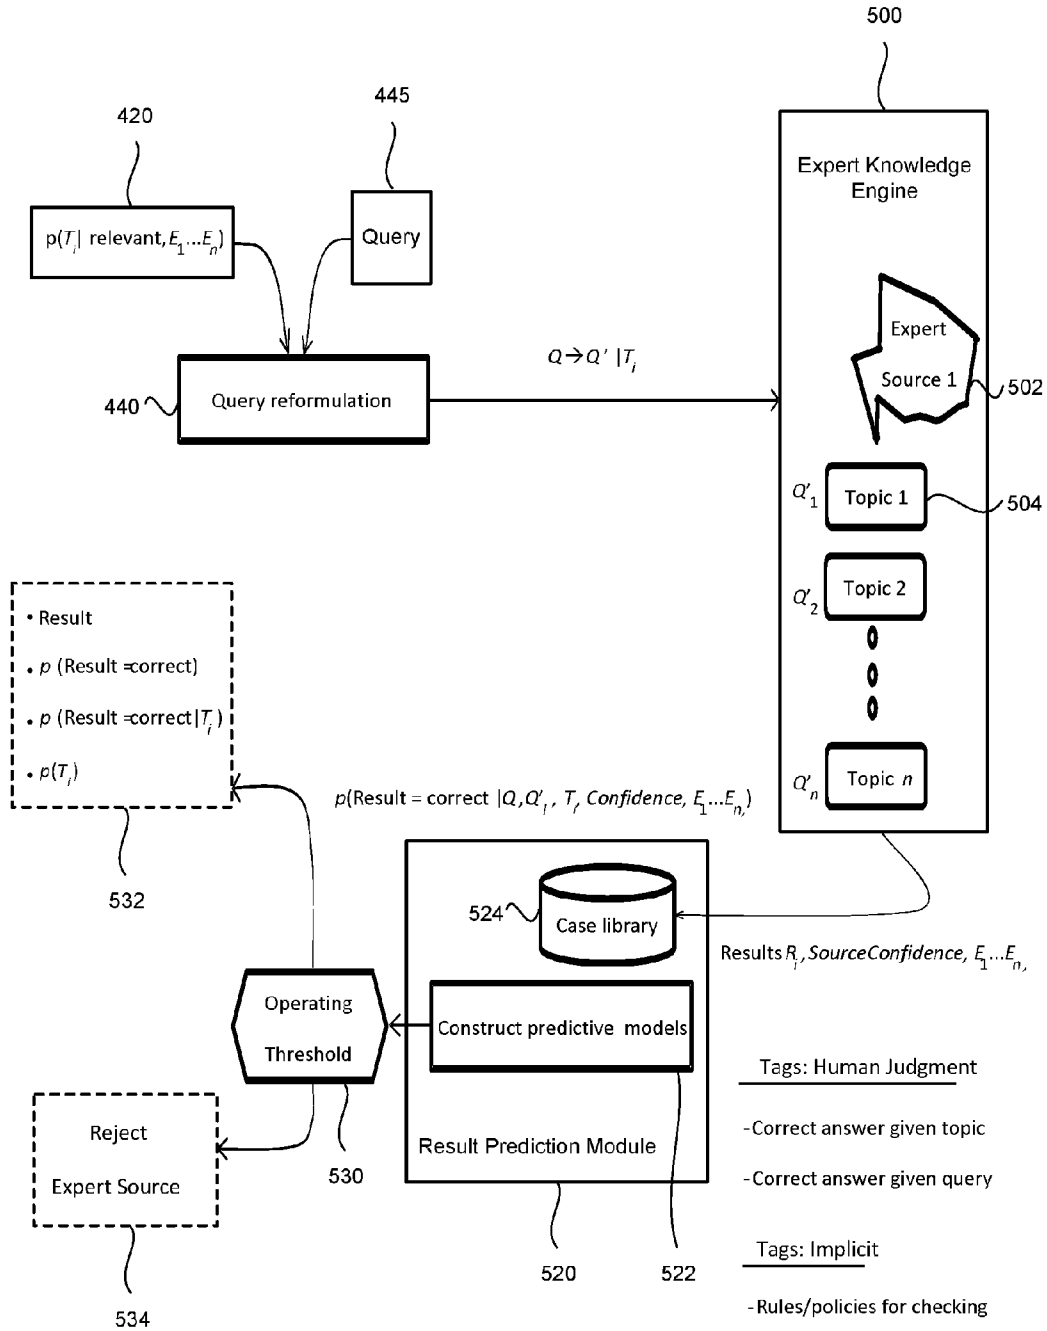 500
445
420
Expert Knowledge
Engine
p(Ti| relevant, E1...En)
Query
Expert
Source 1
502
Q→Q' |Ti
440
Query reformulation
Q'1
Topic 1
504
Q'2
Topic 2
Q'n
Topic n
• Result
• p (Result =correct)
• p (Result =correct|Ti)
• p(Ti)
532
p(Result = correct |Q, Q'i, Ti, Confidence, E1...En,)
524
Case library
Results Ri, SourceConfidence, E1...En,
Operating
Threshold
Construct predictive models
530
Result Prediction Module
Reject
Expert Source
534
520
522
Tags: Human Judgment
-Correct answer given topic
-Correct answer given query
Tags: Implicit
-Rules/policies for checking